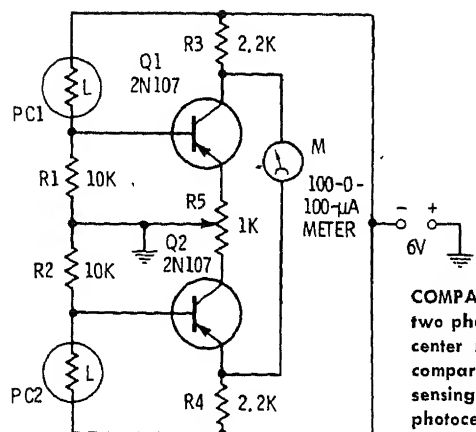 R3
2.2K
Q1
2N107
L
PC1
R1
10K
R5
1K
M
100-0-
100-μA
METER
Q2
2N107
R2
10K
- +
6V
L
PC2
R4
2.2K
COMPA
two pho
center
compar
sensing
photoce